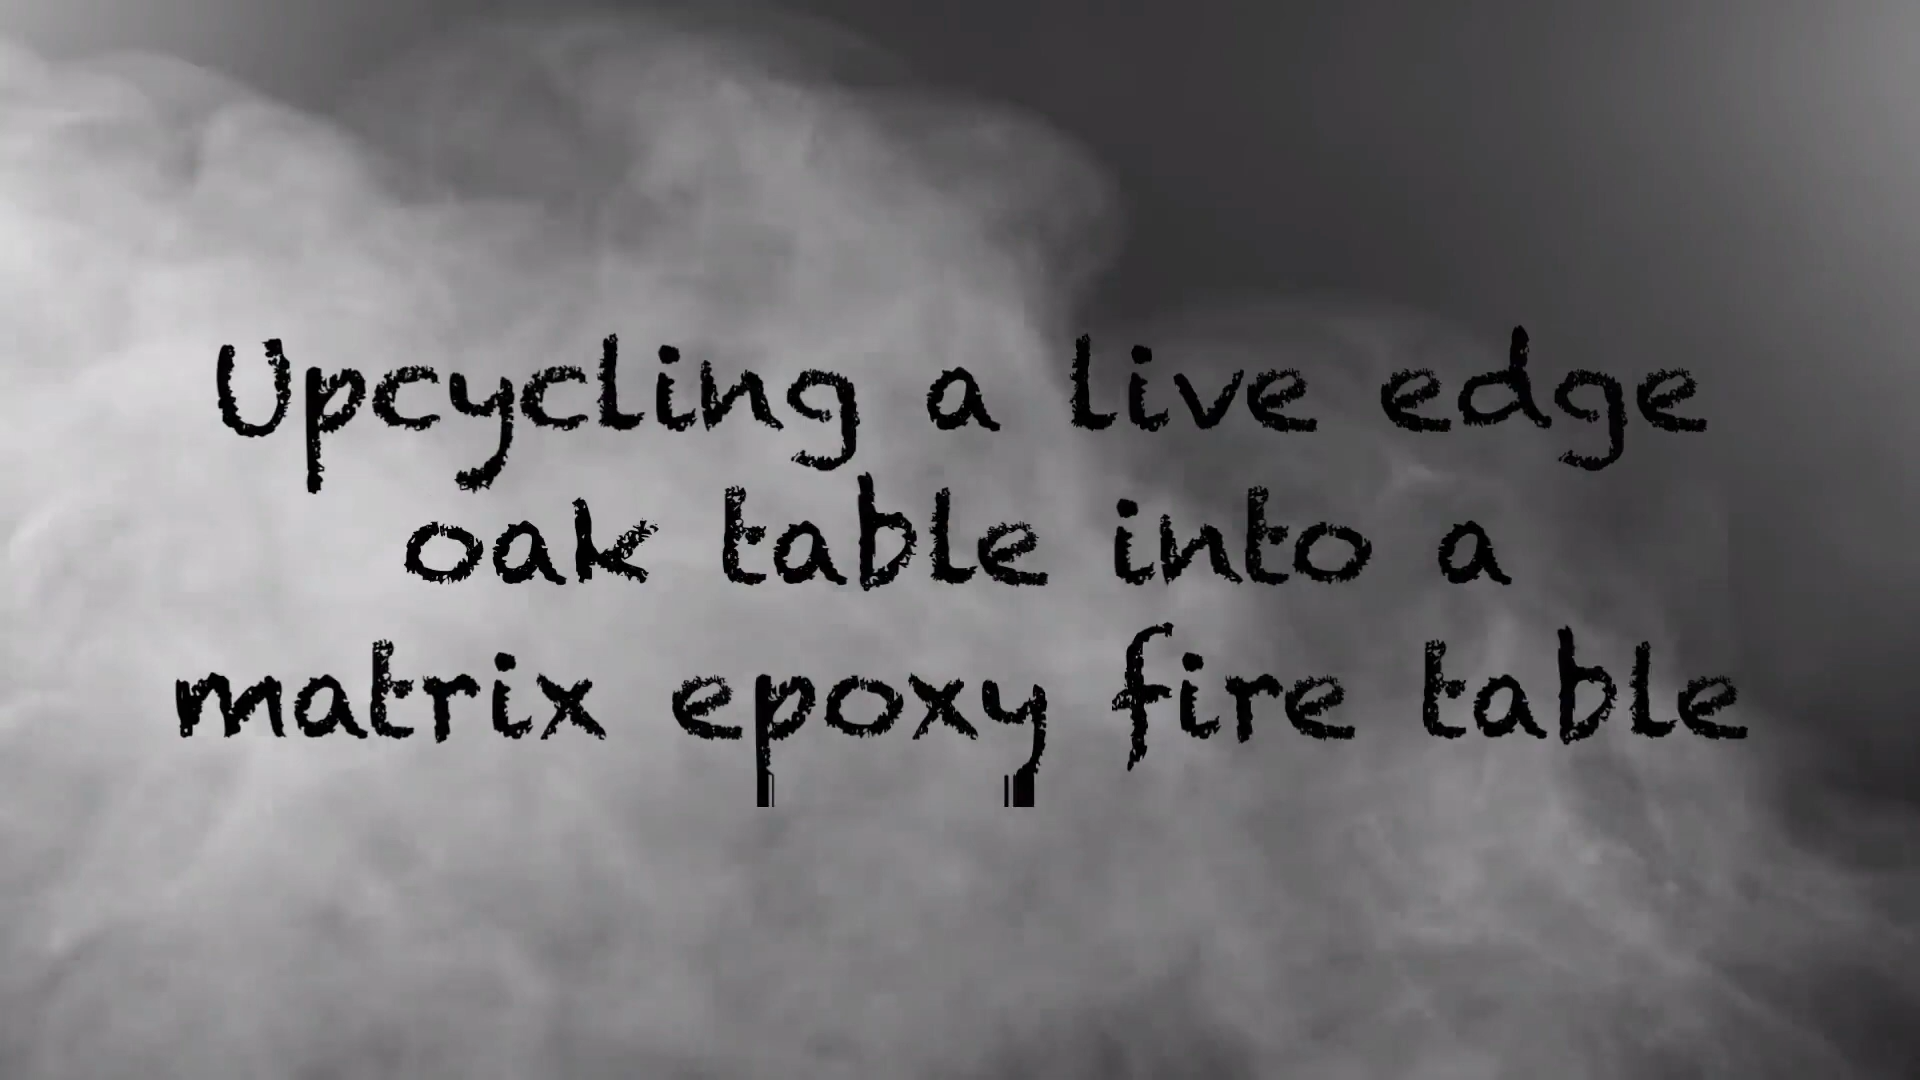 Upcycling a live edge
oak table into a
matrix epoxy fire table